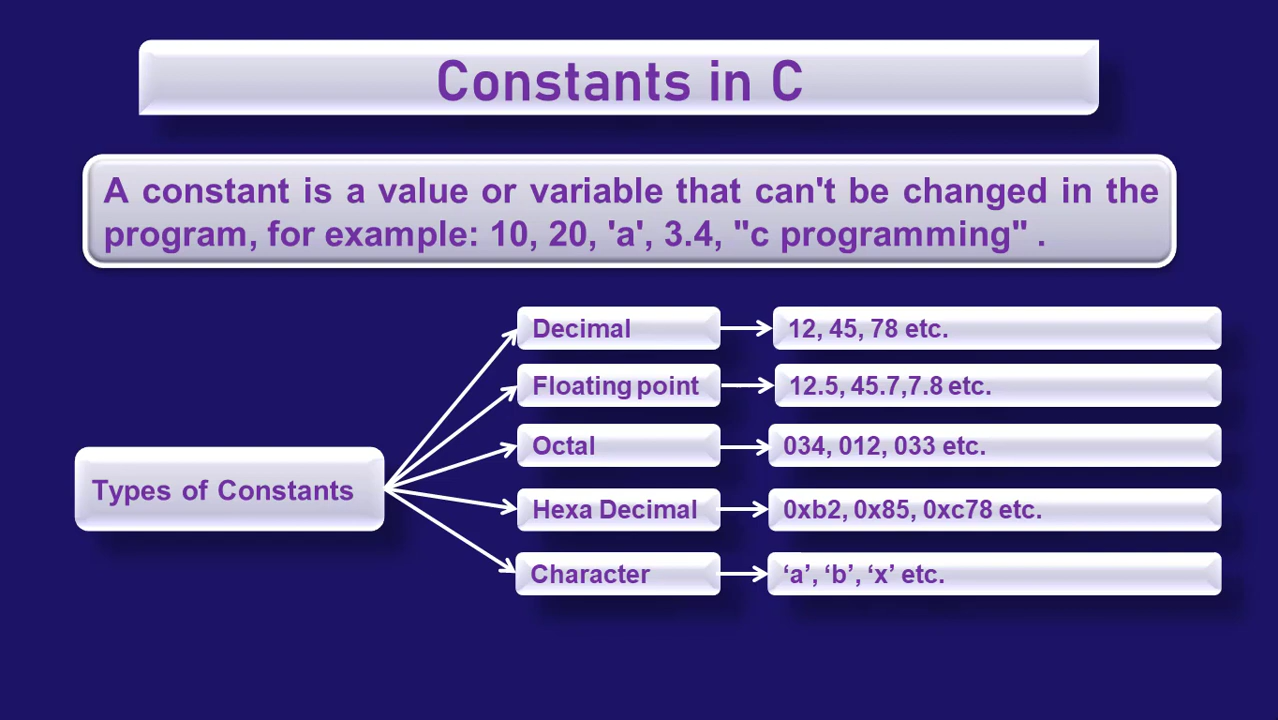 Constants in C
A constant is a value or variable that can't be changed in the
program, for example: 10, 20, 'a', 3.4, "c programming" .
Types of Constants
Decimal
12, 45, 78 etc.
Floating point
12.5, 45.7,7.8 etc.
Octal
034, 012, 033 etc.
Hexa Decimal
0xb2, 0x85, 0xc78 etc.
Character
‘a’, ‘b’, ‘x’ etc.